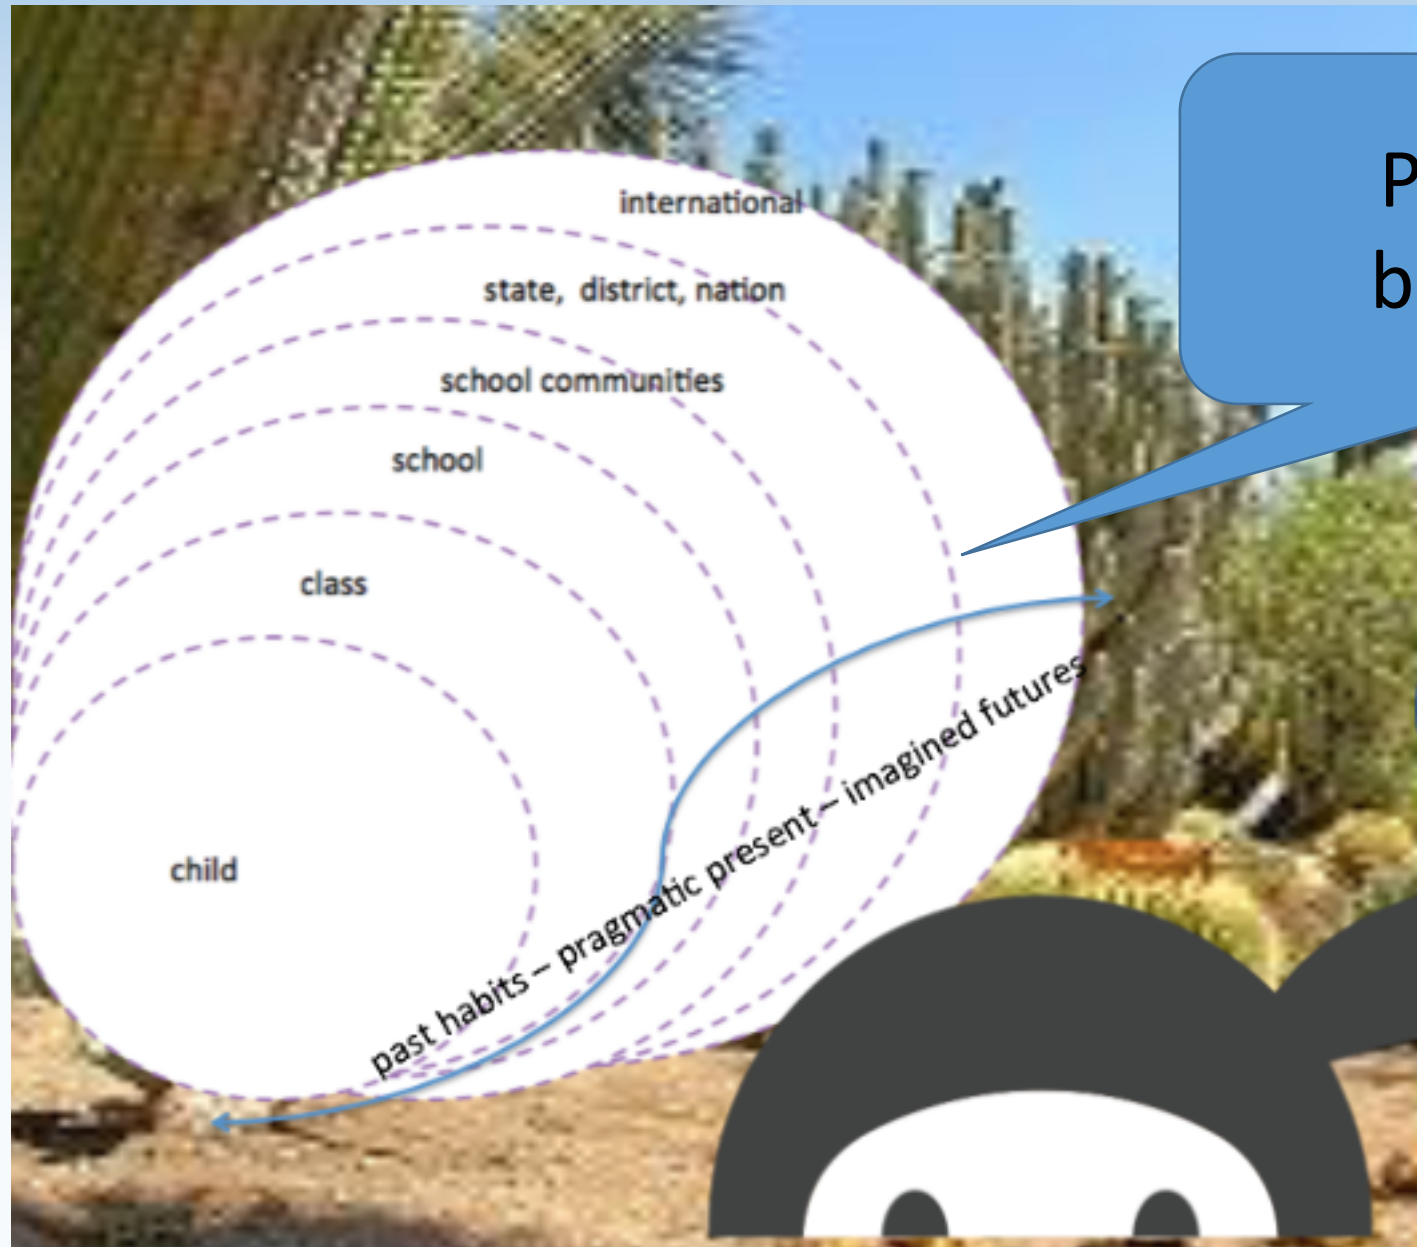 international
state, district, nation
school communities
school
class
child
past habits – pragmatic present – imagined futures
P
b